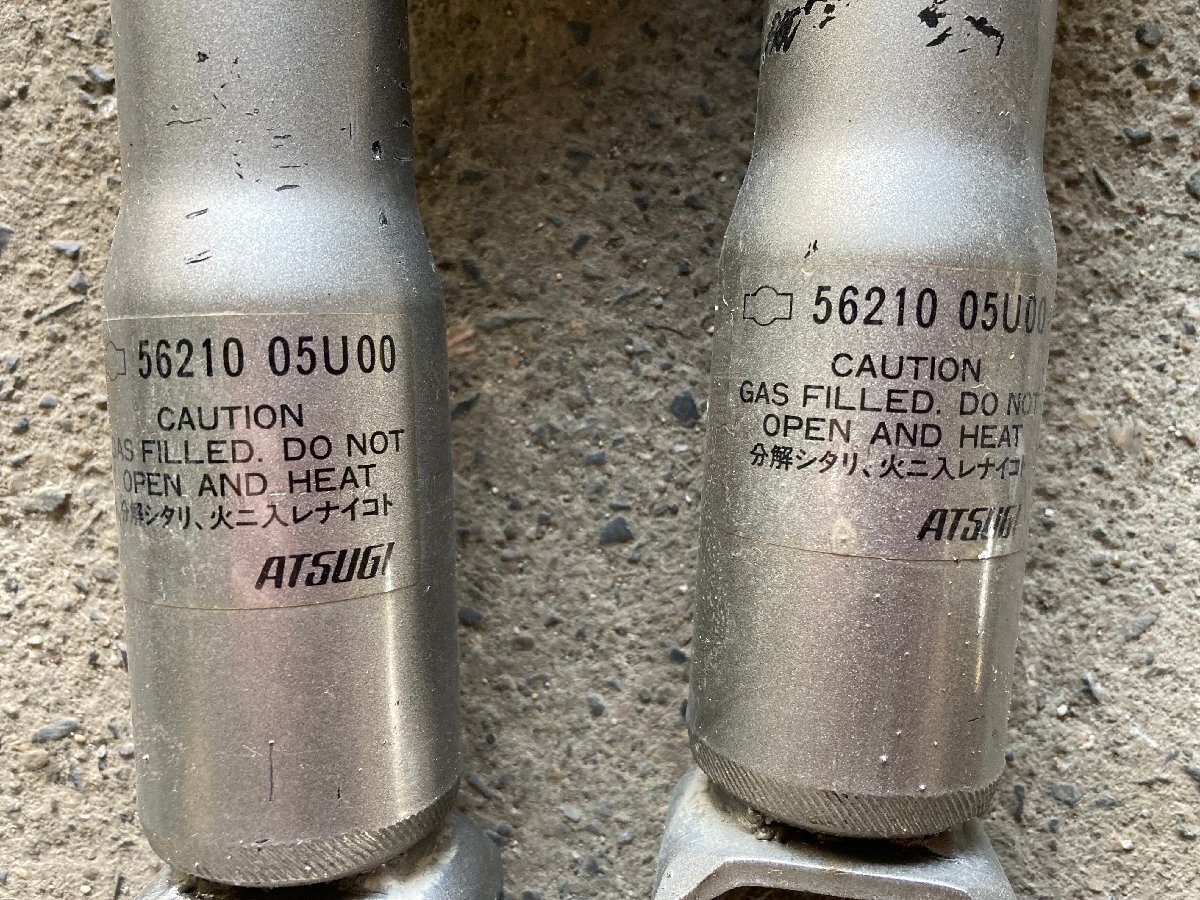 56210 05U00
CAUTION
GAS FILLED. DO NOT
OPEN AND HEAT
分解シタリ、火ニ入レナイコト
ATSUGI
56210 05U00
CAUTION
GAS FILLED. DO NOT
OPEN AND HEAT
分解シタリ、火ニ入レナイコト
ATSUGI